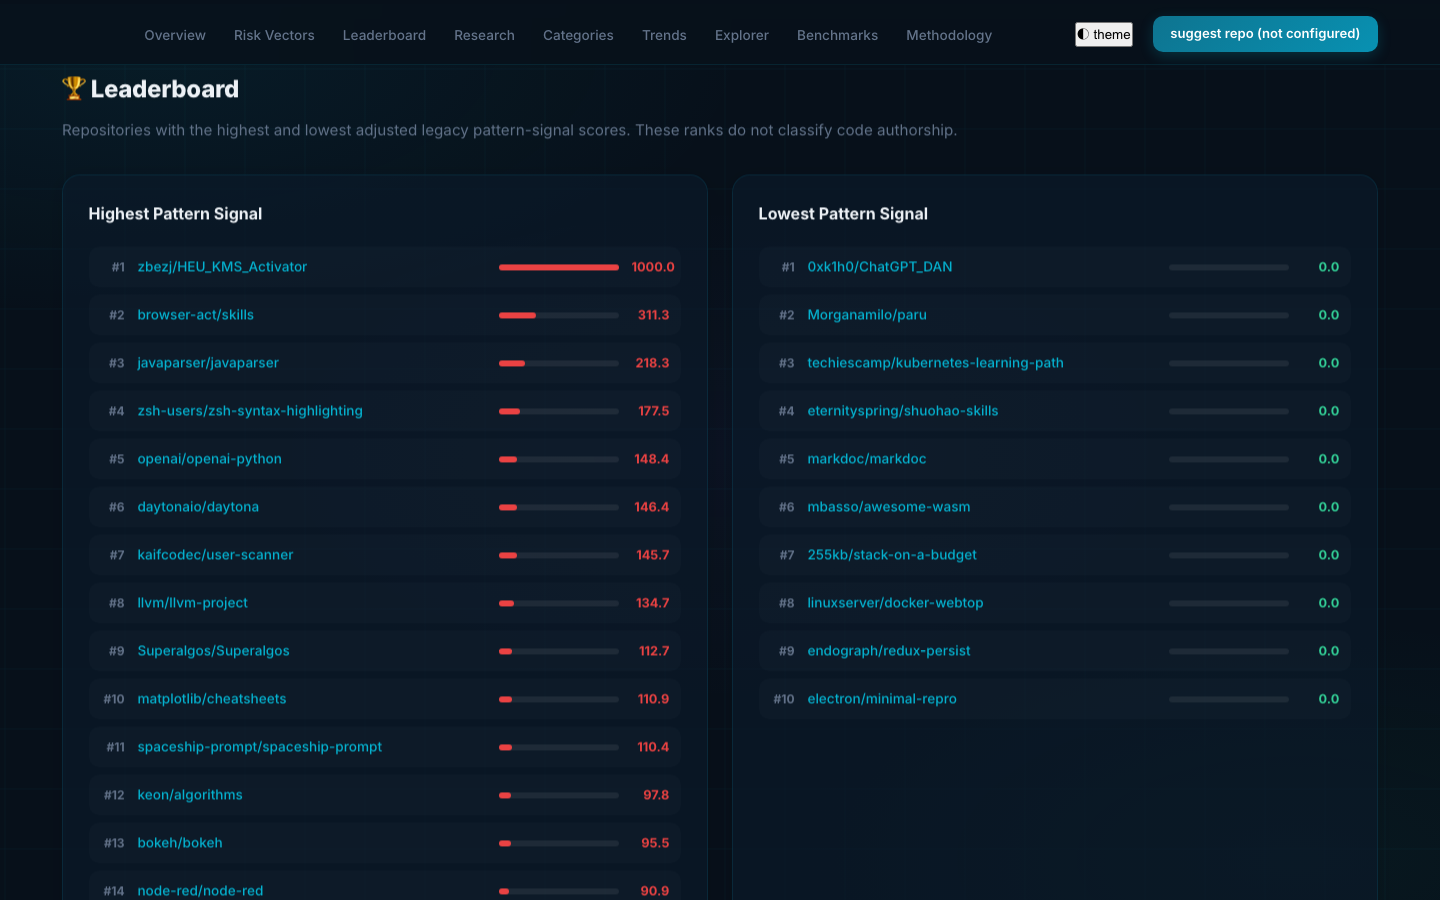 Overview Risk Vectors Leaderboard Research Categories Trends Explorer Benchmarks Methodology ◐ theme suggest repo (not configured)
🏆 Leaderboard
Repositories with the highest and lowest adjusted legacy pattern-signal scores. These ranks do not classify code authorship.
Highest Pattern Signal
#1 zbezj/HEU_KMS_Activator 1000.0
#2 browser-act/skills 311.3
#3 javaparser/javaparser 218.3
#4 zsh-users/zsh-syntax-highlighting 177.5
#5 openai/openai-python 148.4
#6 daytonaio/daytona 146.4
#7 kaifcodec/user-scanner 145.7
#8 llvm/llvm-project 134.7
#9 Superalgos/Superalgos 112.7
#10 matplotlib/cheatsheets 110.9
#11 spaceship-prompt/spaceship-prompt 110.4
#12 keon/algorithms 97.8
#13 bokeh/bokeh 95.5
#14 node-red/node-red 90.9
Lowest Pattern Signal
#1 0xk1h0/ChatGPT_DAN 0.0
#2 Morganamilo/paru 0.0
#3 techiescamp/kubernetes-learning-path 0.0
#4 eternityspring/shuohao-skills 0.0
#5 markdoc/markdoc 0.0
#6 mbasso/awesome-wasm 0.0
#7 255kb/stack-on-a-budget 0.0
#8 linuxserver/docker-webtop 0.0
#9 endograph/redux-persist 0.0
#10 electron/minimal-repro 0.0